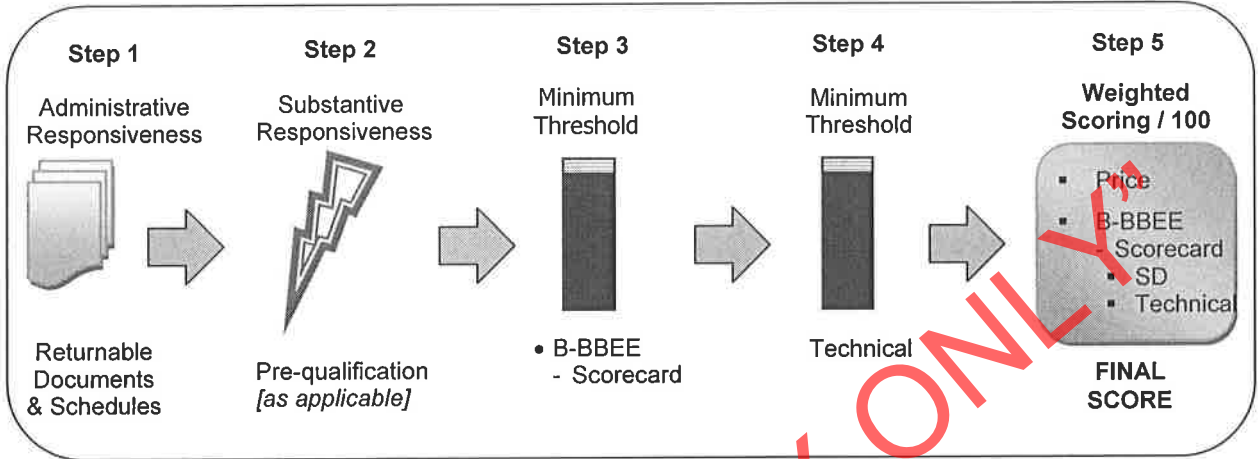 Step 1
Administrative
Responsiveness
Returnable
Documents
& Schedules
Step 2
Substantive
Responsiveness
Pre-qualification
[as applicable]
Step 3
Minimum
Threshold
• B-BBEE
- Scorecard
Step 4
Minimum
Threshold
Technical
Step 5
Weighted
Scoring / 100
▪ Price
▪ B-BBEE
- Scorecard
▪ SD
▪ Technical
FINAL
SCORE
ONLY"